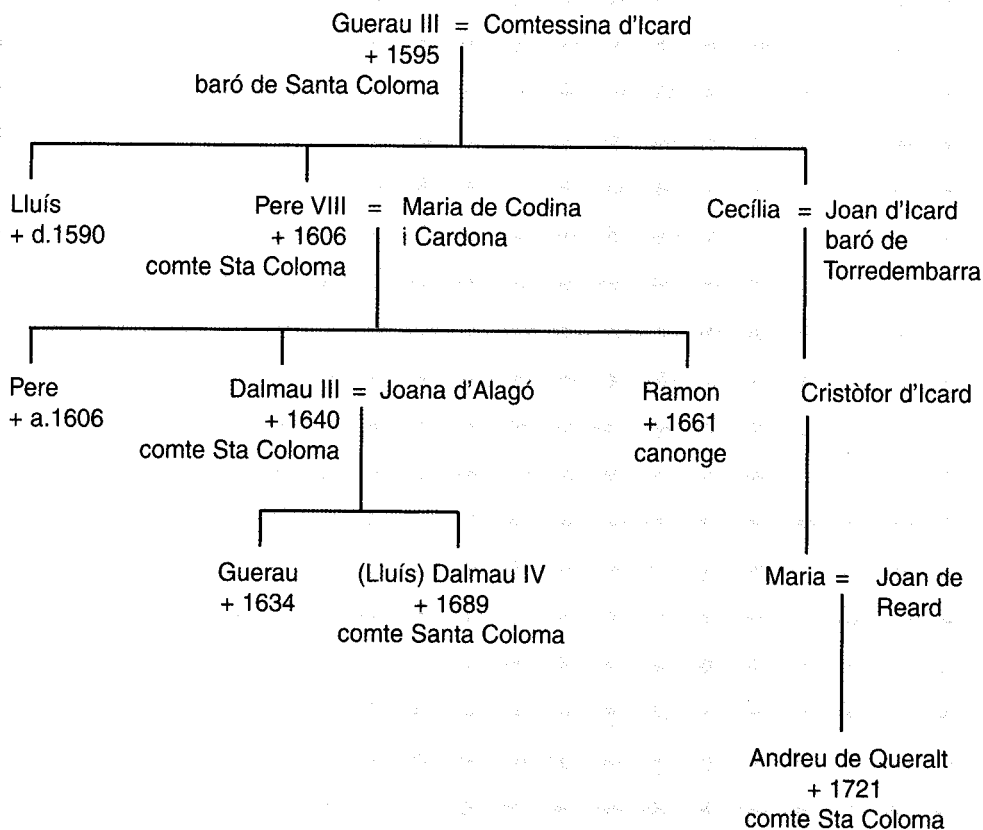 Guerau III = Comtessina d'Icard
+ 1595
baró de Santa Coloma
Lluís
+ d.1590
Pere VIII = Maria de Codina
+ 1606 i Cardona
comte Sta Coloma
Cecília = Joan d'Icard
baró de
Torredembarra
Pere
+ a.1606
Dalmau III = Joana d'Alagó
+ 1640
comte Sta Coloma
Ramon
+ 1661
canonge
Cristòfor d'Icard
Guerau
+ 1634
(Lluís) Dalmau IV
+ 1689
comte Santa Coloma
Maria = Joan de
Reard
Andreu de Queralt
+ 1721
comte Sta Coloma